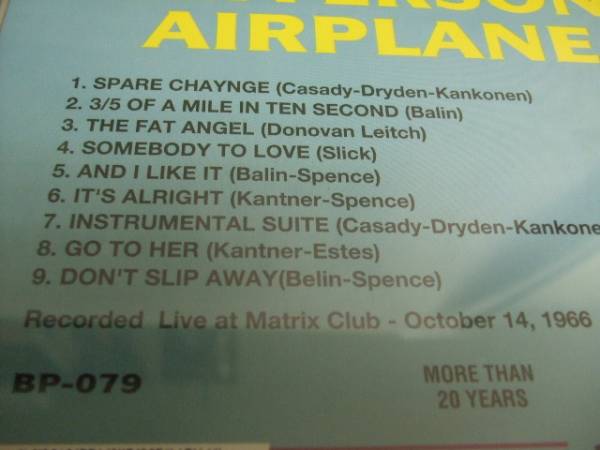 AIRPLANE
1. SPARE CHAYNGE (Casady-Dryden-Kankonen)
2. 3/5 OF A MILE IN TEN SECOND (Balin)
3. THE FAT ANGEL (Donovan Leitch)
4. SOMEBODY TO LOVE (Slick)
5. AND I LIKE IT (Balin-Spence)
6. IT'S ALRIGHT (Kantner-Spence)
7. INSTRUMENTAL SUITE (Casady-Dryden-Kankone
8. GO TO HER (Kantner-Estes)
9. DON'T SLIP AWAY(Belin-Spence)
Recorded Live at Matrix Club - October 14, 1966
BP-079
MORE THAN
20 YEARS